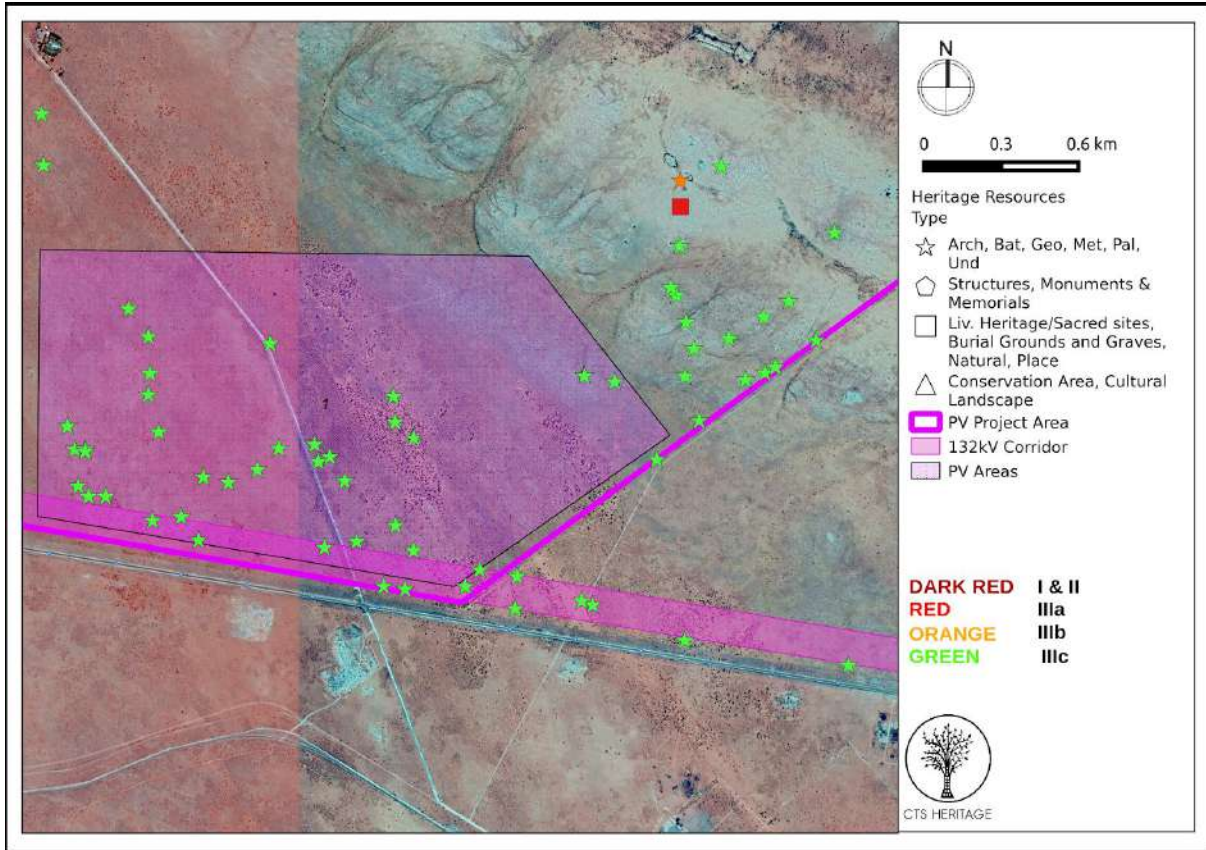 N
0 0.3 0.6 km
Heritage Resources
Type
Arch, Bat, Geo, Met, Pal,
Und
Structures, Monuments &
Memorials
Liv. Heritage/Sacred sites,
Burial Grounds and Graves,
Natural, Place
Conservation Area, Cultural
Landscape
PV Project Area
132kV Corridor
PV Areas
DARK RED I & II
RED IIIa
ORANGE IIIb
GREEN IIIc
CTS HERITAGE